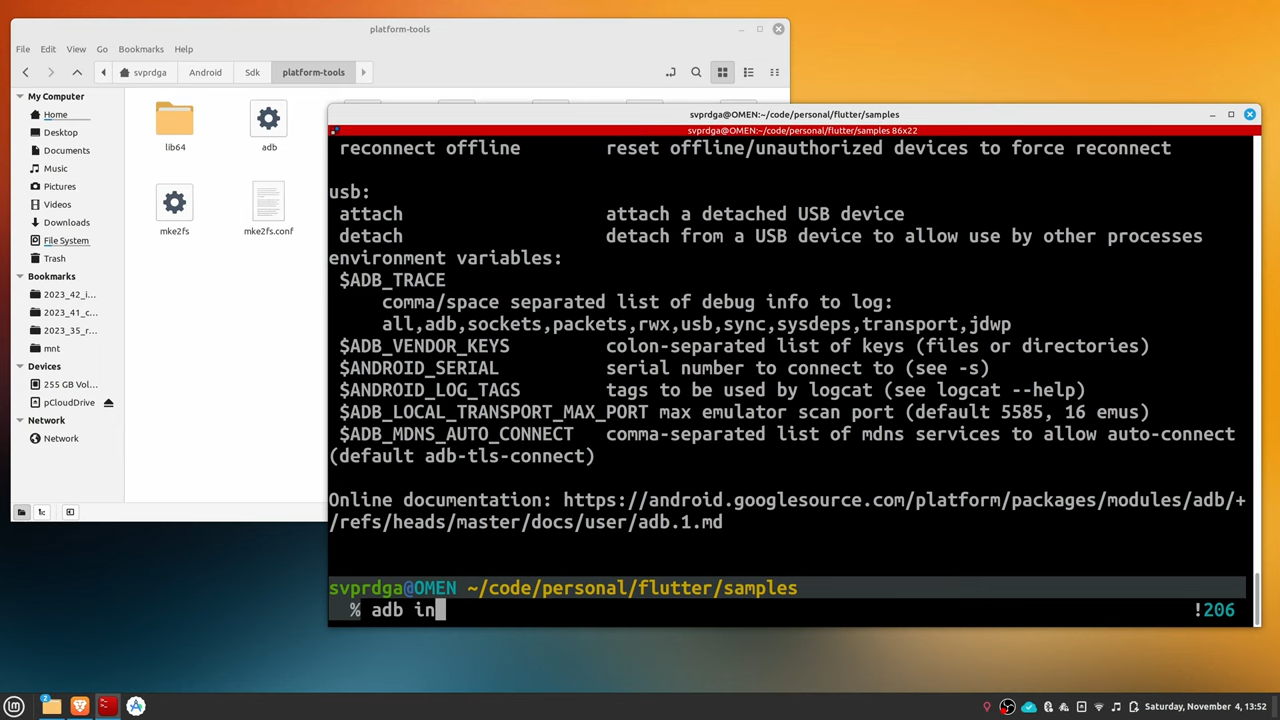 platform-tools
File Edit View Go Bookmarks Help
svprdga Android Sdk platform-tools
My Computer
Home
Desktop
Documents
Music
Pictures
Videos
Downloads
File System
Trash
Bookmarks
2023_42_i...
2023_41_c...
2023_35_r...
mnt
Devices
255 GB Vol...
pCloudDrive
Network
Network
lib64
adb
mke2fs
mke2fs.conf
svprdga@OMEN:~/code/personal/flutter/samples
svprdga@OMEN:~/code/personal/flutter/samples 86x22
reconnect offline reset offline/unauthorized devices to force reconnect
usb:
attach attach a detached USB device
detach detach from a USB device to allow use by other processes
environment variables:
$ADB_TRACE
comma/space separated list of debug info to log:
all,adb,sockets,packets,rwx,usb,sync,sysdeps,transport,jdwp
$ADB_VENDOR_KEYS colon-separated list of keys (files or directories)
$ANDROID_SERIAL serial number to connect to (see -s)
$ANDROID_LOG_TAGS tags to be used by logcat (see logcat --help)
$ADB_LOCAL_TRANSPORT_MAX_PORT max emulator scan port (default 5585, 16 emus)
$ADB_MDNS_AUTO_CONNECT comma-separated list of mdns services to allow auto-connect
(default adb-tls-connect)
Online documentation: https://android.googlesource.com/platform/packages/modules/adb/+
/refs/heads/master/docs/user/adb.1.md
svprdga@OMEN ~/code/personal/flutter/samples
% adb in !206
2
Saturday, November 4, 13:52